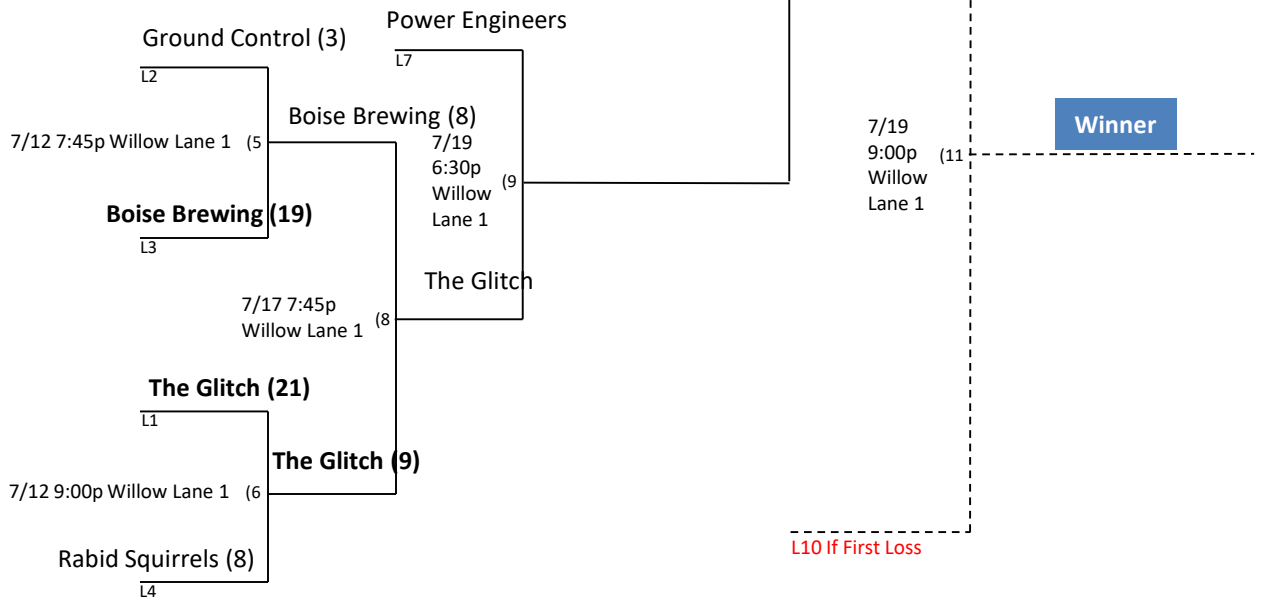 Power Engineers
Ground Control (3)
L7
L2
Boise Brewing (8)
7/12 7:45p Willow Lane 1 (5
7/19
6:30p
Willow
Lane 1
(9
7/19
9:00p
Willow
Lane 1
(11
Winner
Boise Brewing (19)
L3
The Glitch
7/17 7:45p
Willow Lane 1
(8
The Glitch (21)
L1
The Glitch (9)
7/12 9:00p Willow Lane 1 (6
Rabid Squirrels (8)
L4
L10 If First Loss